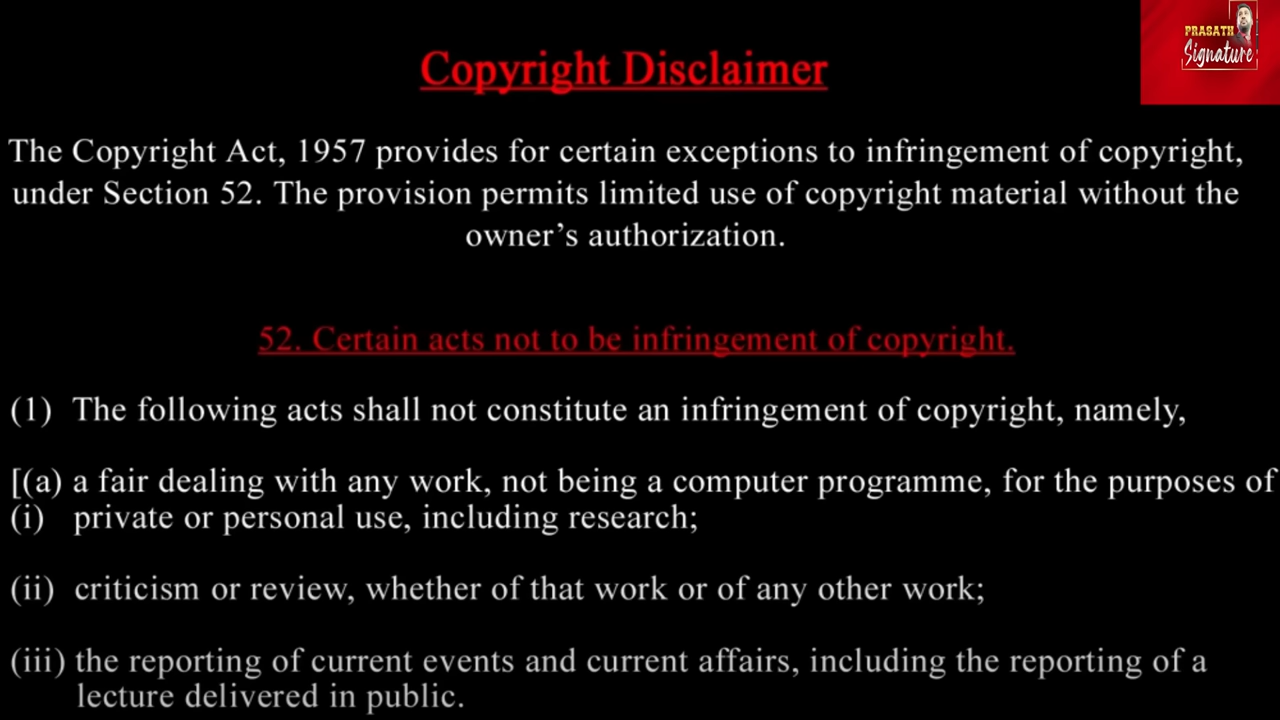 PRASATH
Signature
Copyright Disclaimer
The Copyright Act, 1957 provides for certain exceptions to infringement of copyright,
under Section 52. The provision permits limited use of copyright material without the
owner’s authorization.
52. Certain acts not to be infringement of copyright.
(1) The following acts shall not constitute an infringement of copyright, namely,
[(a) a fair dealing with any work, not being a computer programme, for the purposes of
(i) private or personal use, including research;
(ii) criticism or review, whether of that work or of any other work;
(iii) the reporting of current events and current affairs, including the reporting of a
lecture delivered in public.